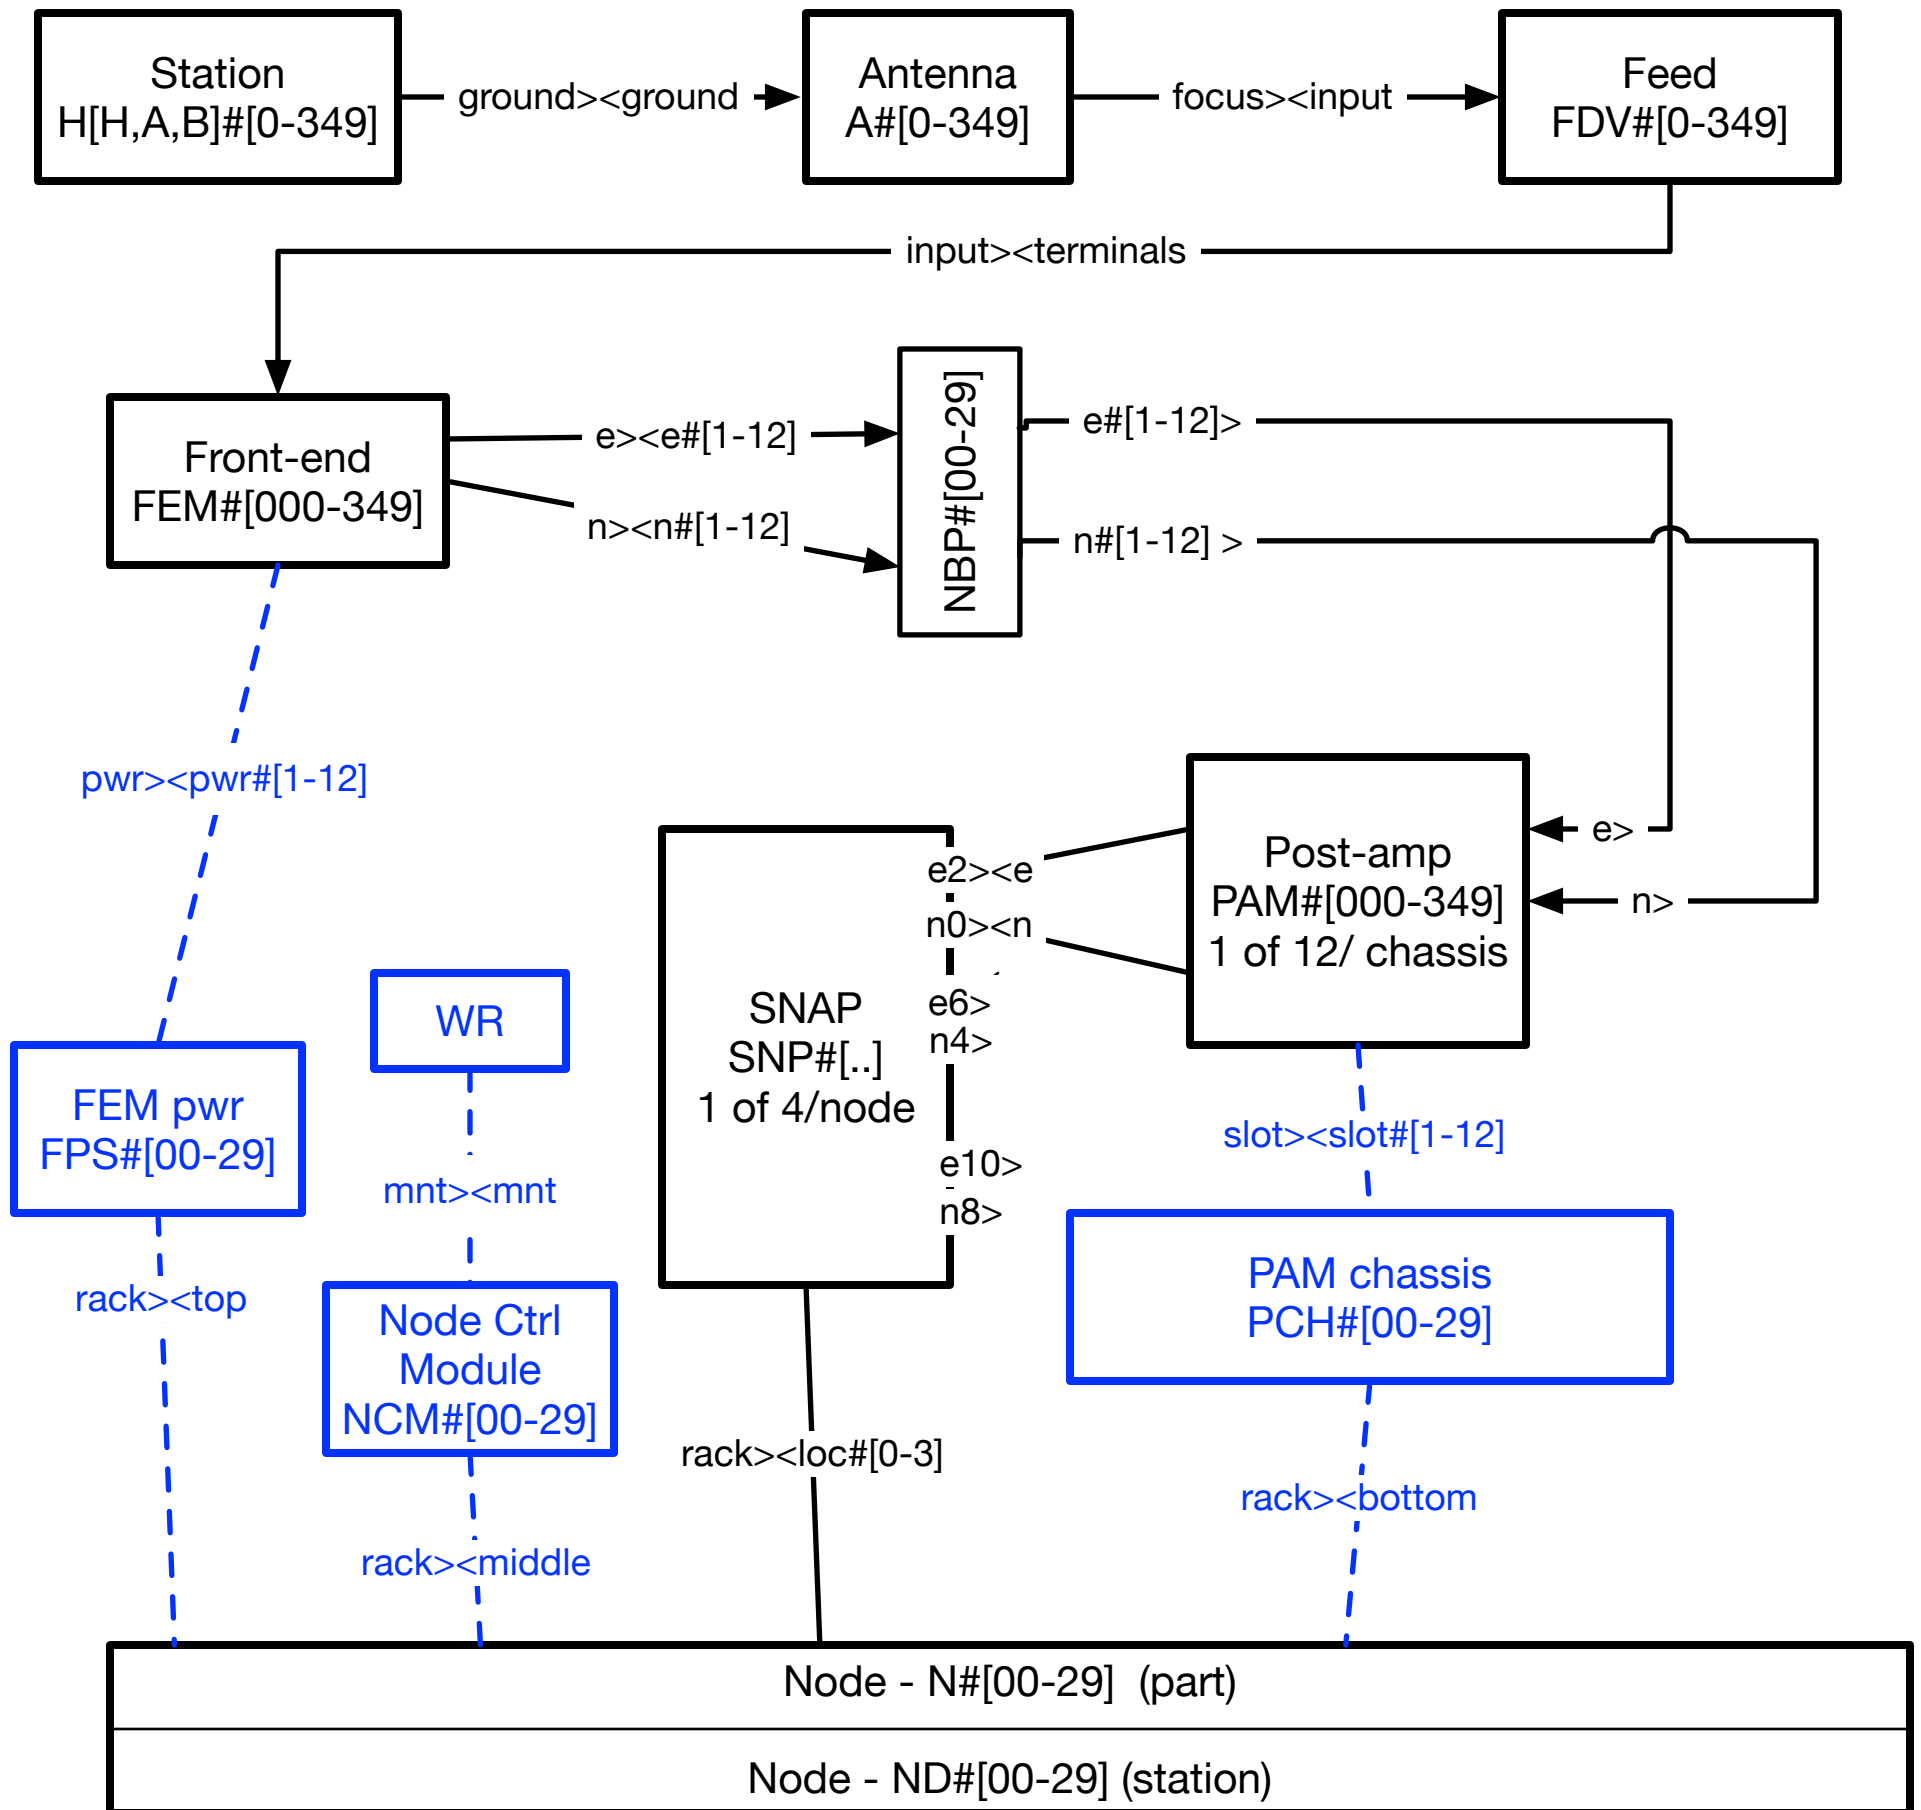 Station
H[H,A,B]#[0-349]
ground><ground
Antenna
A#[0-349]
focus><input
Feed
FDV#[0-349]
input><terminals
Front-end
FEM#[000-349]
e><e#[1-12]
n><n#[1-12]
NBP#[00-29]
e#[1-12]>
n#[1-12] >
pwr><pwr#[1-12]
e>
n>
Post-amp
PAM#[000-349]
1 of 12/ chassis
e2><e
n0><n
e6>
n4>
e10>
n8>
SNAP
SNP#[..]
1 of 4/node
WR
FEM pwr
FPS#[00-29]
mnt><mnt
slot><slot#[1-12]
rack><top
Node Ctrl
Module
NCM#[00-29]
PAM chassis
PCH#[00-29]
rack><loc#[0-3]
rack><bottom
rack><middle
Node - N#[00-29]  (part)
Node - ND#[00-29] (station)